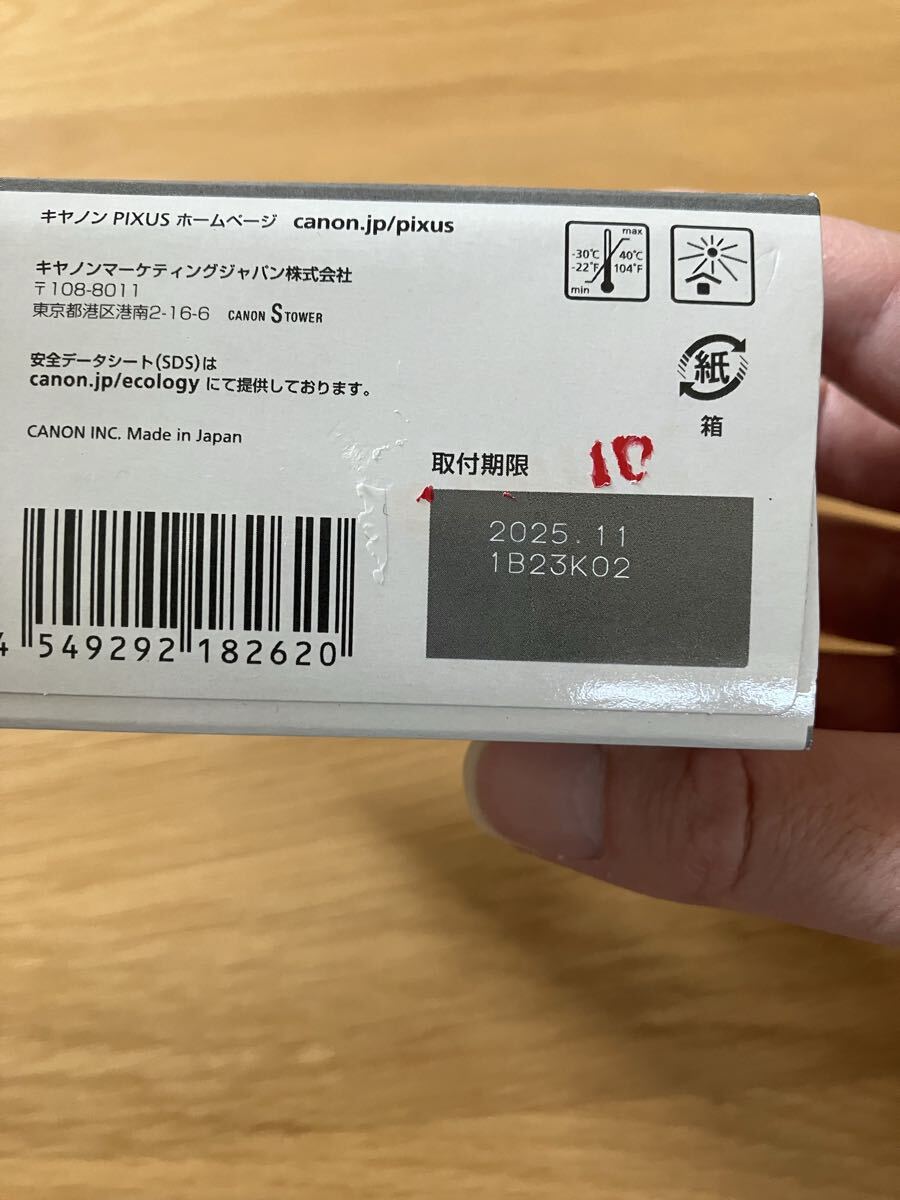 キヤノン PIXUS ホームページ canon.jp/pixus
キヤノンマーケティングジャパン株式会社
〒108-8011
東京都港区港南2-16-6 CANON S TOWER
安全データシート(SDS)は
canon.jp/ecology にて提供しております。
CANON INC. Made in Japan
max
-30℃ 40℃
-22°F 104°F
min
紙
箱
取付期限 10
2025.11
1B23K02
4 549292 182620